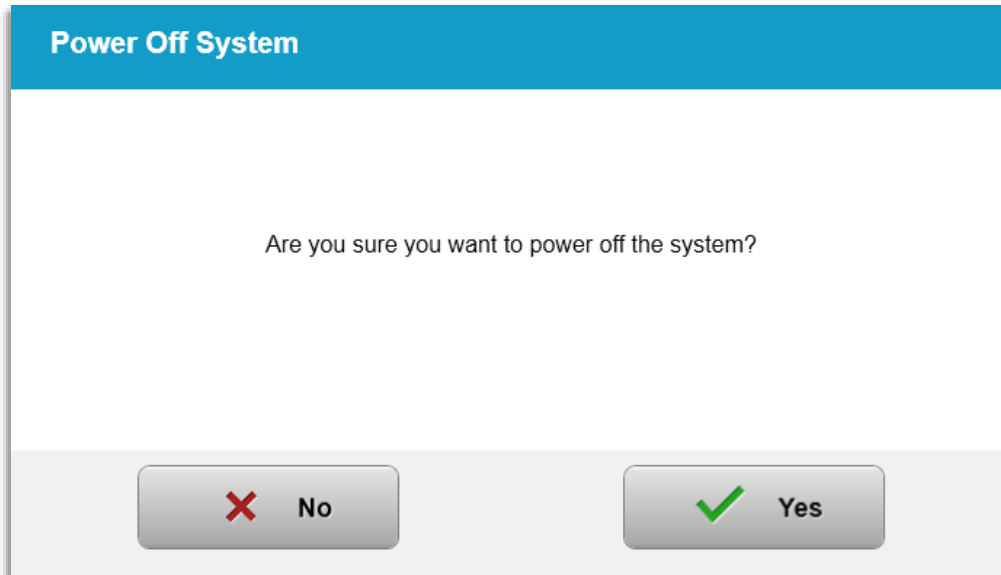 Power Off System
Are you sure you want to power off the system?
No
Yes